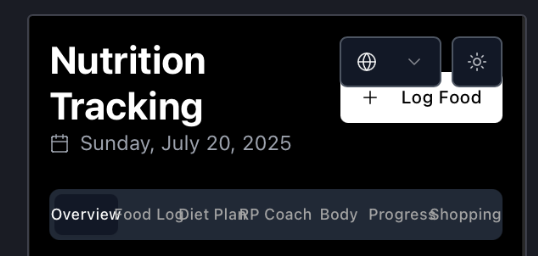 Nutrition
Tracking
Log Food
Sunday, July 20, 2025
Overview Food Log Diet Plan RP Coach Body Progress Shopping